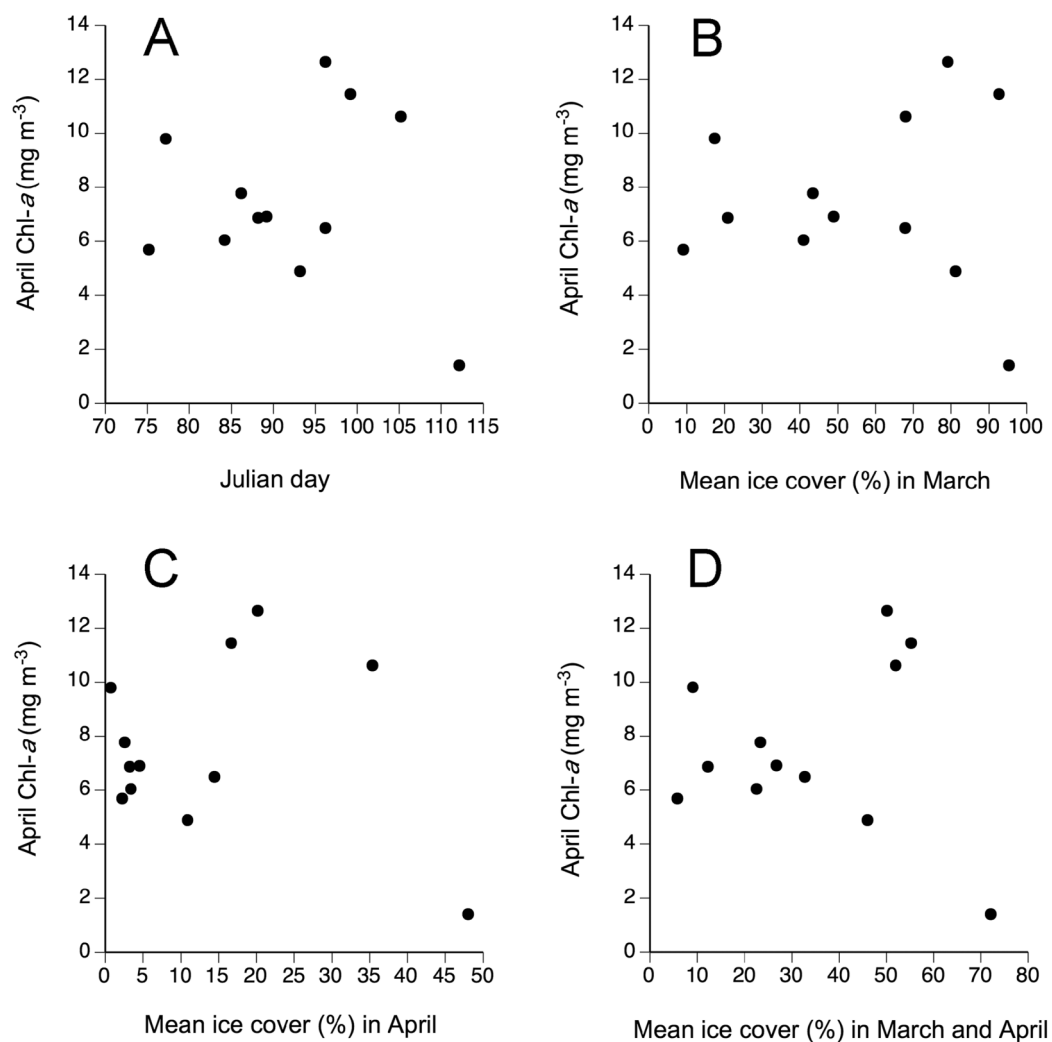 A
14
12
10
8
6
4
2
0
April Chl-a (mg m-3)
70 75 80 85 90 95 100 105 110 115
Julian day
B
14
12
10
8
6
4
2
0
April Chl-a (mg m-3)
0 10 20 30 40 50 60 70 80 90 100
Mean ice cover (%) in March
C
14
12
10
8
6
4
2
0
April Chl-a (mg m-3)
0 5 10 15 20 25 30 35 40 45 50
Mean ice cover (%) in April
D
14
12
10
8
6
4
2
0
April Chl-a (mg m-3)
0 10 20 30 40 50 60 70 80
Mean ice cover (%) in March and April